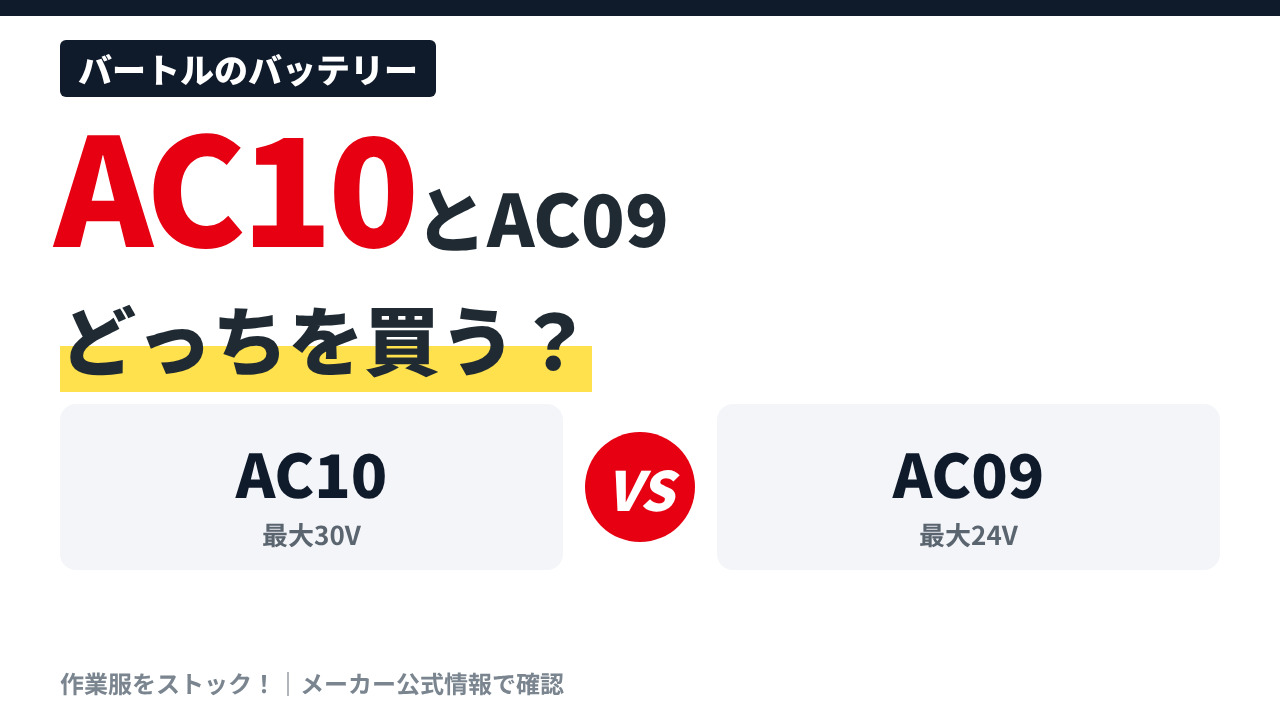 バートルのバッテリー
AC10とAC09
どっちを買う？
AC10
最大30V
VS
AC09
最大24V
作業服をストック！｜メーカー公式情報で確認